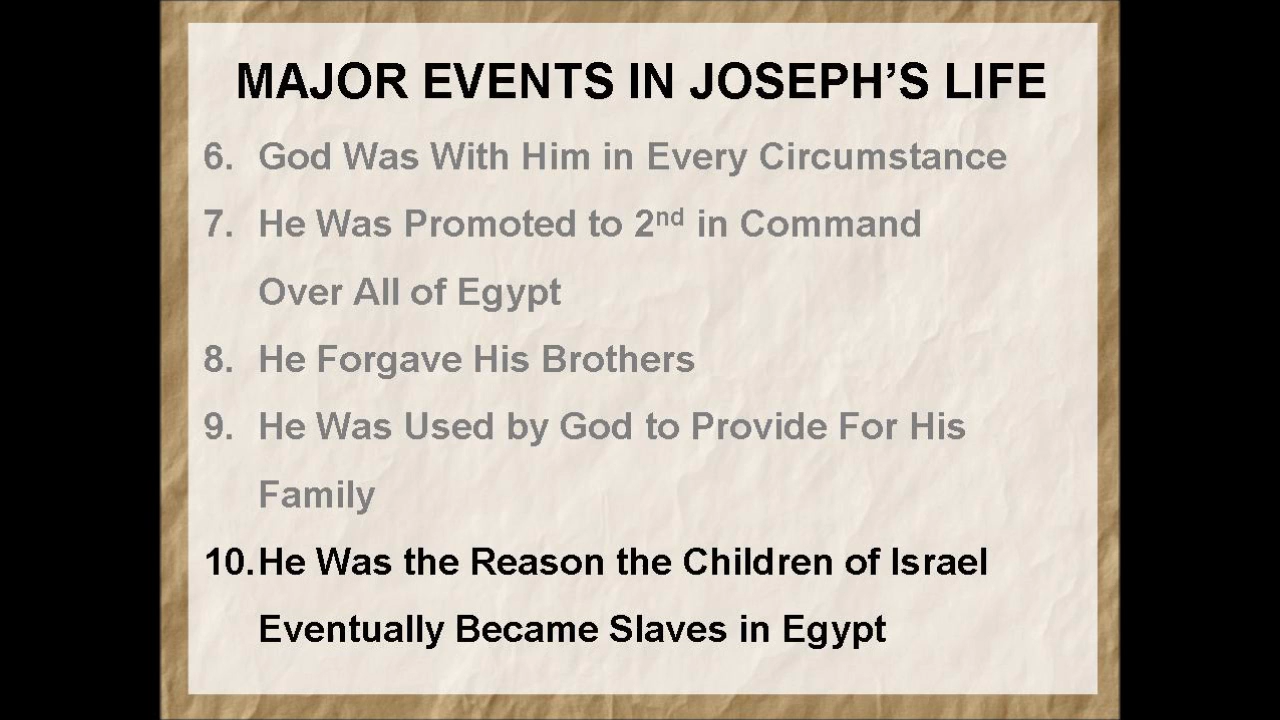 MAJOR EVENTS IN JOSEPH’S LIFE
6. God Was With Him in Every Circumstance
7. He Was Promoted to 2nd in Command
Over All of Egypt
8. He Forgave His Brothers
9. He Was Used by God to Provide For His
Family
10. He Was the Reason the Children of Israel
Eventually Became Slaves in Egypt